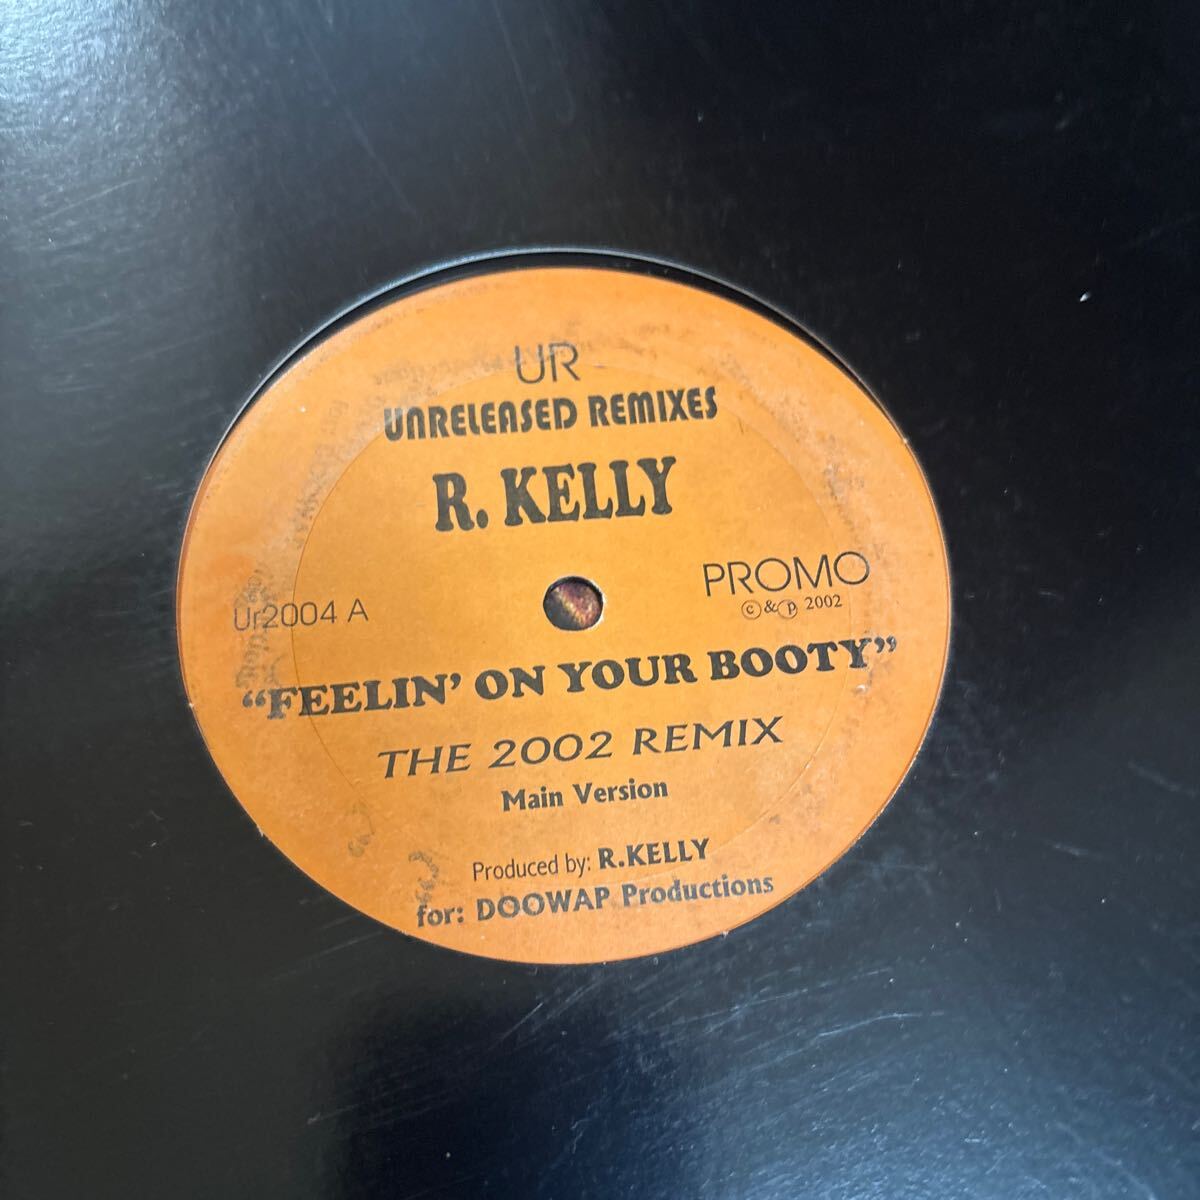 UR
UNRELEASED REMIXES
R. KELLY
PROMO
Ur2004 A
© & ℗ 2002
“FEELIN’ ON YOUR BOOTY”
THE 2002 REMIX
Main Version
Produced by: R.KELLY
for: DOOWAP Productions